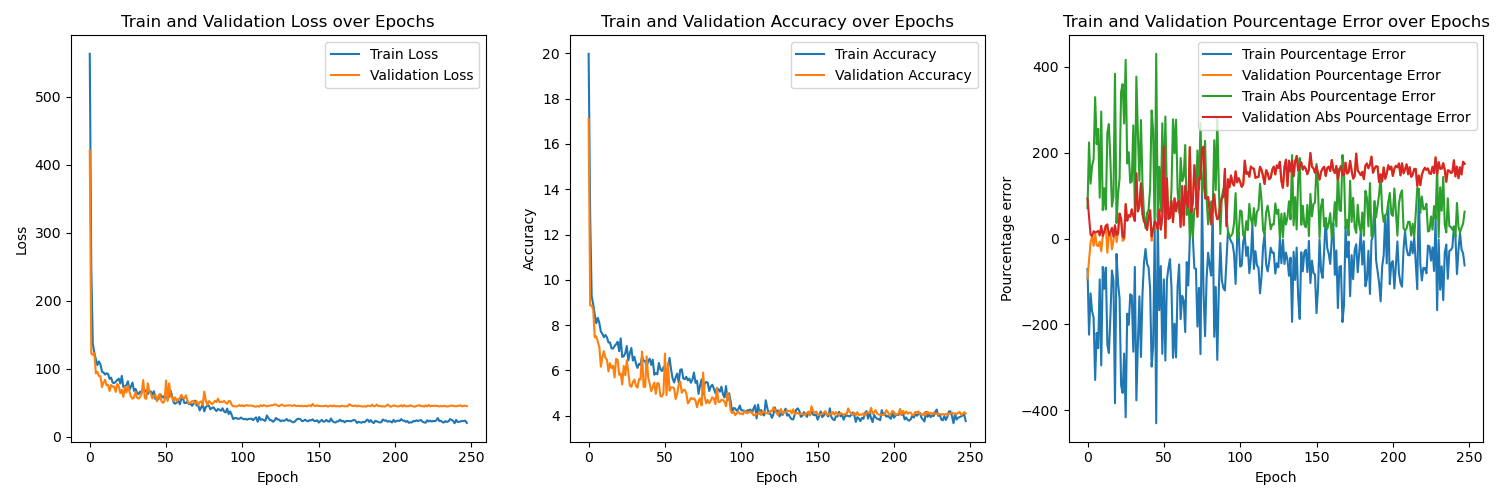 Train and Validation Loss over Epochs
Train Loss
Validation Loss
500
400
300
200
100
0
Loss
0 50 100 150 200 250
Epoch
Train and Validation Accuracy over Epochs
Train Accuracy
Validation Accuracy
20
18
16
14
12
10
8
6
4
Accuracy
0 50 100 150 200 250
Epoch
Train and Validation Pourcentage Error over Epochs
Train Pourcentage Error
Validation Pourcentage Error
Train Abs Pourcentage Error
Validation Abs Pourcentage Error
400
200
0
−200
−400
Pourcentage error
0 50 100 150 200 250
Epoch